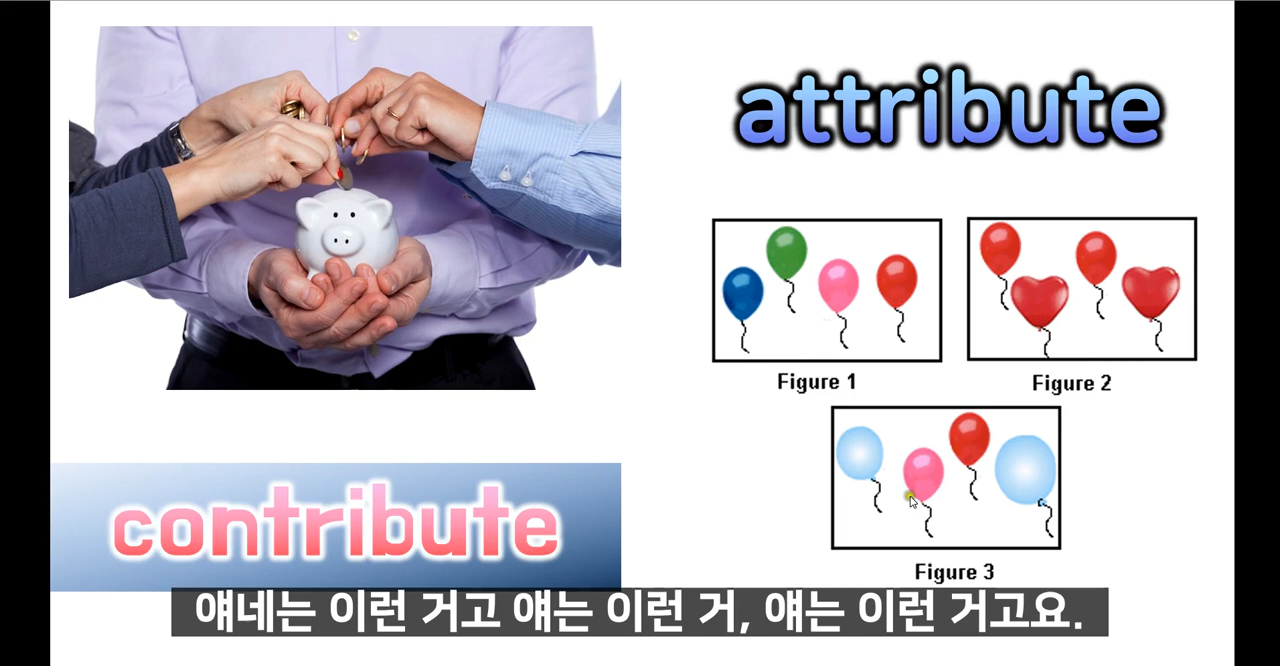 attribute
Figure 1
Figure 2
Figure 3
contribute
얘네는 이런 거고 얘는 이런 거, 얘는 이런 거고요.